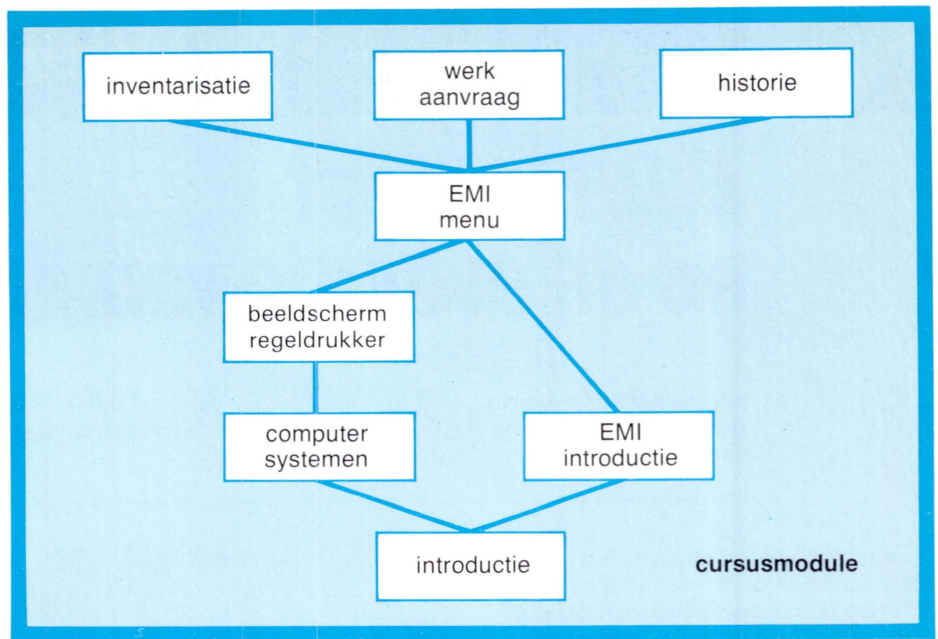 inventarisatie
werk
aanvraag
historie
EMI
menu
beeldscherm
regeldrukker
computer
systemen
EMI
introductie
introductie
cursusmodule